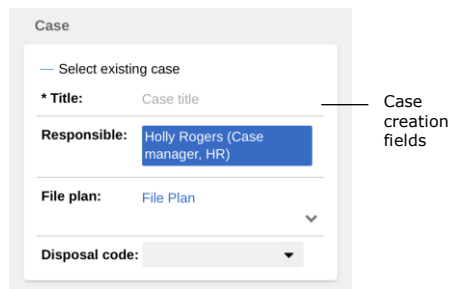 Case
— Select existing case
* Title: Case title
Responsible: Holly Rogers (Case
manager, HR)
File plan: File Plan
Disposal code:
Case
creation
fields